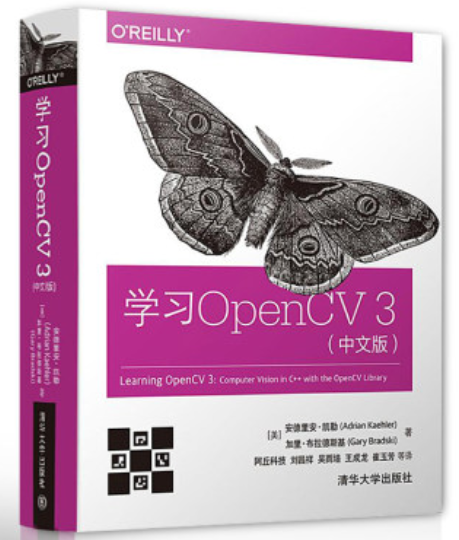 O'REILLY®
学习OpenCV 3
(中文版)
Learning OpenCV 3: Computer Vision in C++ with the OpenCV Library
[美] 安德里安·凯勒 (Adrian Kaehler)
加里·布拉德斯基 (Gary Bradski) 著
阿丘科技 刘昌祥 吴雨培 王成龙 崔玉芳 等译
清华大学出版社
O'REILLY®
学习OpenCV 3
(中文版)
[美]
安德里安·凯勒
(Adrian Kaehler)
加里·布拉德斯基
(Gary Bradski) 著
清华大学出版社